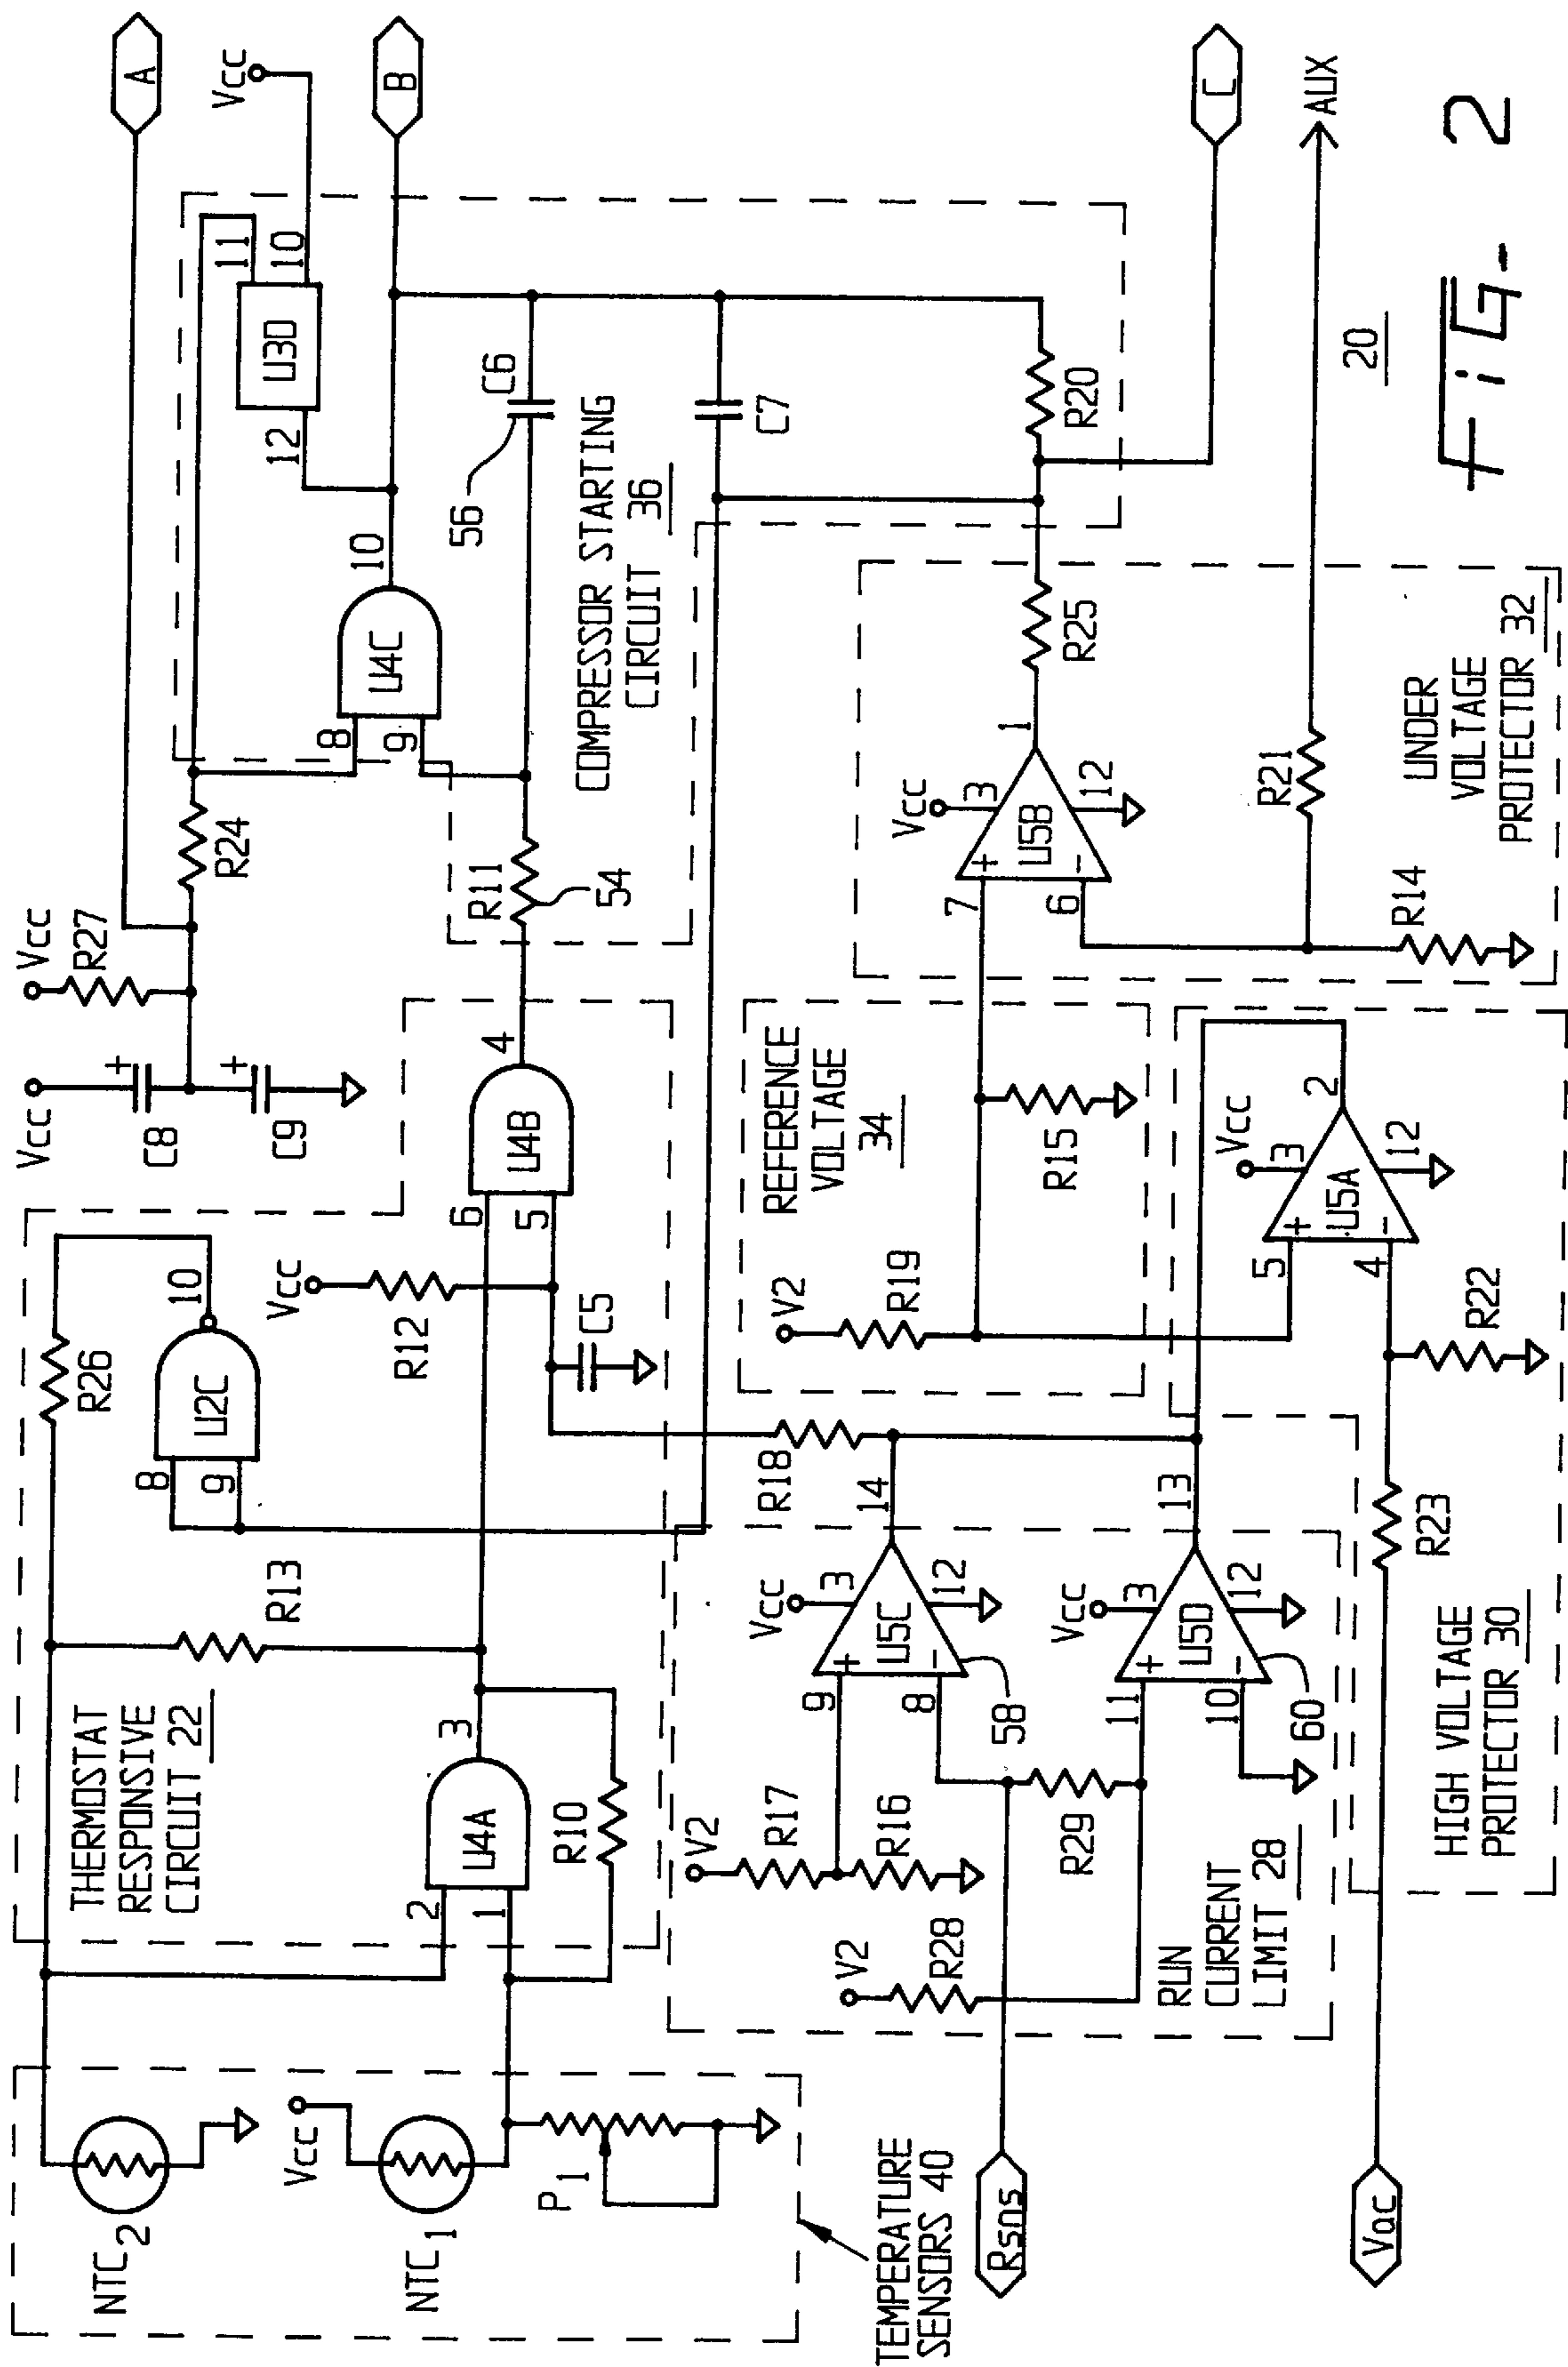 NTC2
Vcc
NTC1
P1
TEMPERATURE
SENSORS 40
Rsns
Vac
THERMOSTAT
RESPONSIVE
CIRCUIT 22
R26
10
8
9
U2C
R13
2
1
U4A
3
R10
Vcc
R12
6
5
U4B
4
C5
Vcc
C8
+
C9
+
Vcc
R27
R24
A
U3D
12
11
10
Vcc
8
9
U4C
10
B
R11
54
56
C6
COMPRESSOR STARTING
CIRCUIT 36
C7
R20
C
V2
R17
R16
V2
R28
R29
9
8
+
-
U5C
Vcc
3
12
14
58
R18
11
10
+
-
U5D
Vcc
3
12
13
60
RUN
CURRENT
LIMIT 28
REFERENCE
VOLTAGE
34
V2
R19
R15
5
4
+
-
U5A
Vcc
3
12
2
R23
R22
HIGH VOLTAGE
PROTECTOR 30
7
6
+
-
U5B
Vcc
3
12
1
R25
R21
R14
UNDER
VOLTAGE
PROTECTOR 32
AUX
20
FiG- 2